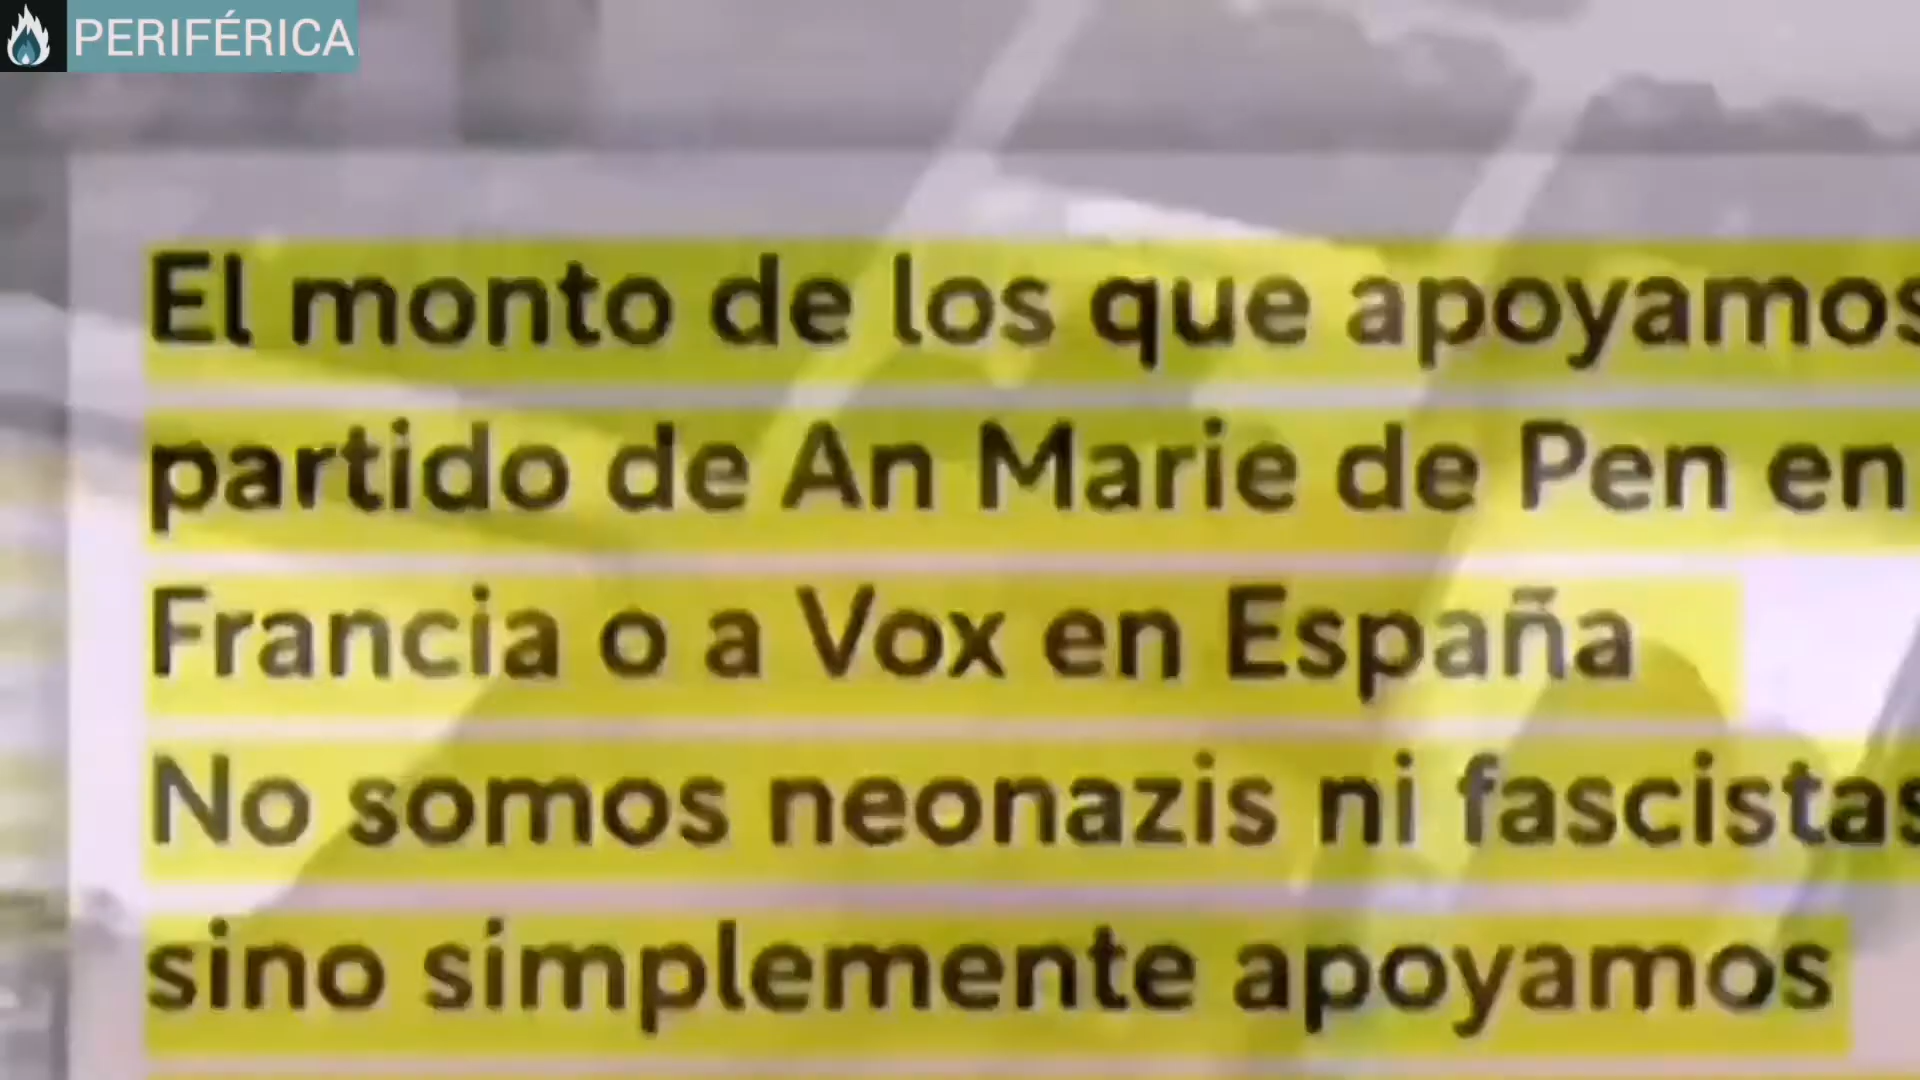 PERIFÉRICA
El monto de los que apoyamos
partido de An Marie de Pen en
Francia o a Vox en España
No somos neonazis ni fascistas
sino simplemente apoyamos